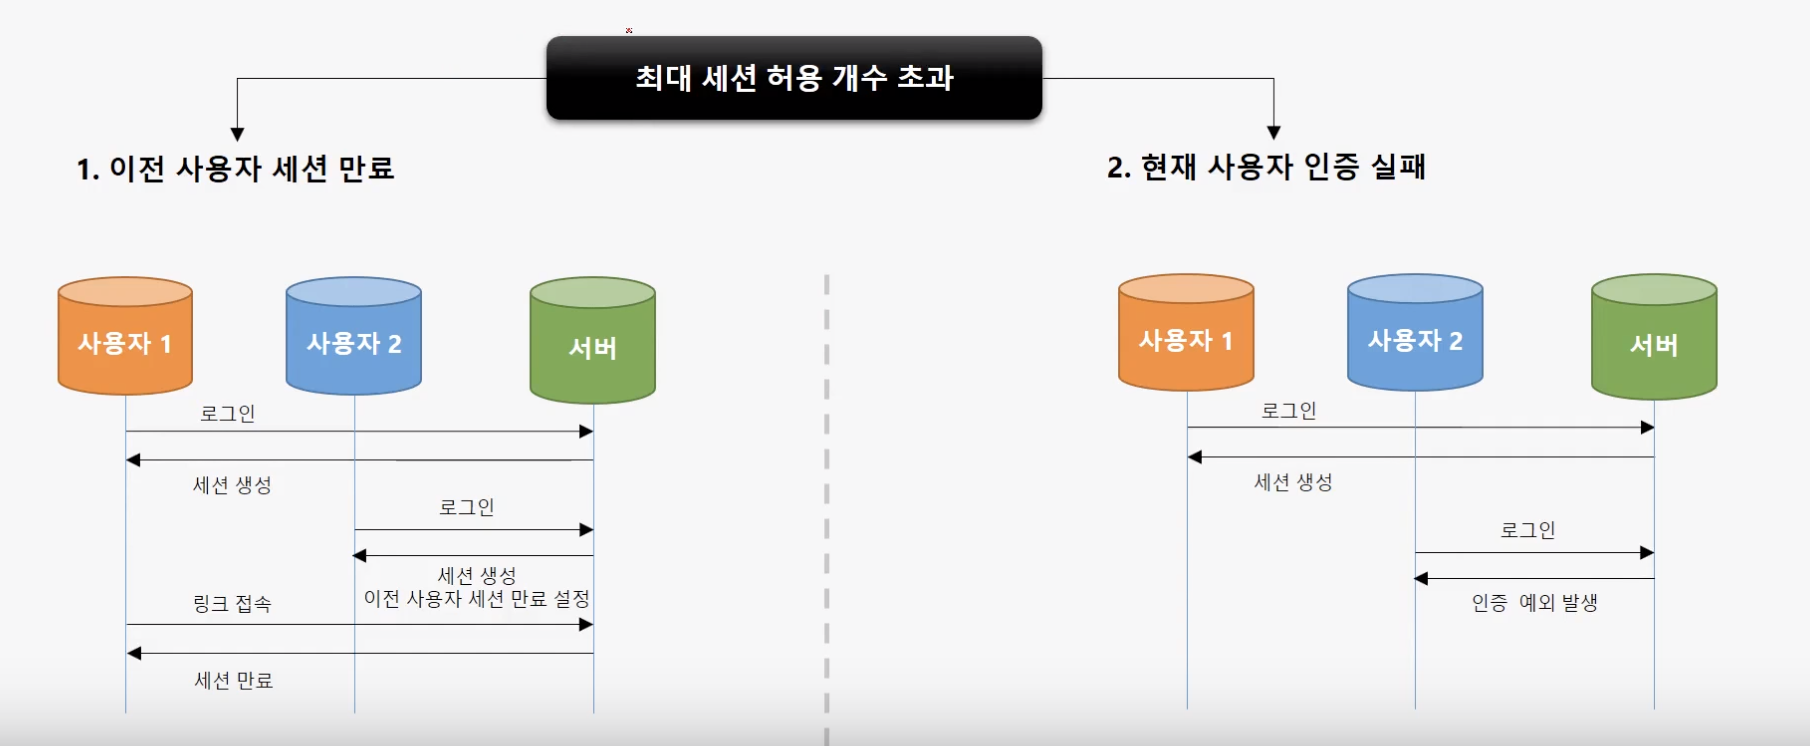 최대 세션 허용 개수 초과
1. 이전 사용자 세션 만료
사용자 1
사용자 2
서버
로그인
세션 생성
로그인
세션 생성
이전 사용자 세션 만료 설정
링크 접속
세션 만료
2. 현재 사용자 인증 실패
사용자 1
사용자 2
서버
로그인
세션 생성
로그인
인증 예외 발생